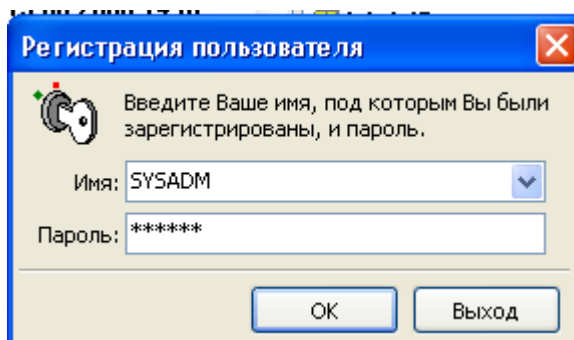 Регистрация пользователя
Введите Ваше имя, под которым Вы были
зарегистрированы, и пароль.
Имя: SYSADM
Пароль: ******
OK Выход